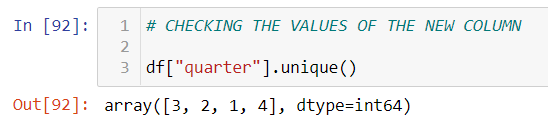 In [92]:
1 # CHECKING THE VALUES OF THE NEW COLUMN
2
3 df["quarter"].unique()
Out[92]: array([3, 2, 1, 4], dtype=int64)